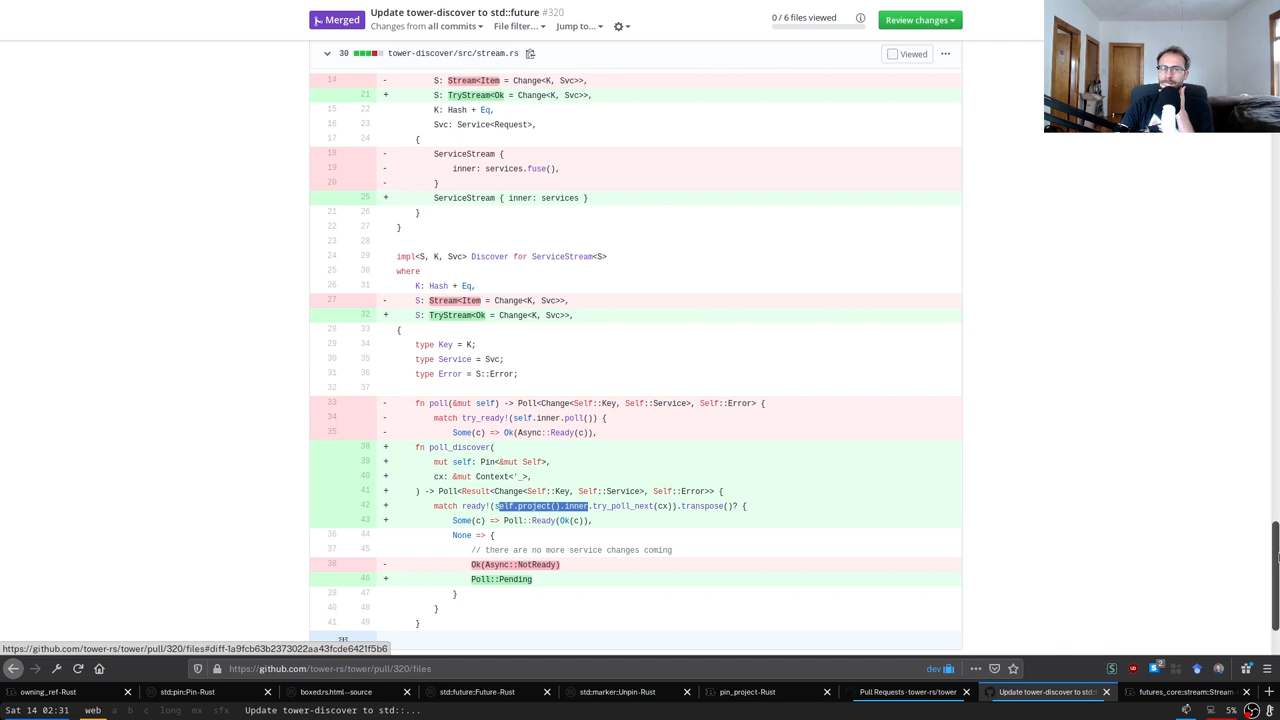 Merged
Update tower-discover to std::future #320
Changes from all commits File filter... Jump to...
0 / 6 files viewed
Review changes
30 tower-discover/src/stream.rs
Viewed
14 - S: Stream<Item = Change<K, Svc>>,
21 + S: TryStream<Ok = Change<K, Svc>>,
15 22 K: Hash + Eq,
16 23 Svc: Service<Request>,
17 24 {
18 - ServiceStream {
19 - inner: services.fuse(),
20 - }
25 + ServiceStream { inner: services }
21 26 }
22 27 }
23 28
24 29 impl<S, K, Svc> Discover for ServiceStream<S>
25 30 where
26 31 K: Hash + Eq,
27 - S: Stream<Item = Change<K, Svc>>,
32 + S: TryStream<Ok = Change<K, Svc>>,
28 33 {
29 34 type Key = K;
30 35 type Service = Svc;
31 36 type Error = S::Error;
32 37
33 - fn poll(&mut self) -> Poll<Change<Self::Key, Self::Service>, Self::Error> {
34 - match try_ready!(self.inner.poll()) {
35 - Some(c) => Ok(Async::Ready(c)),
38 + fn poll_discover(
39 + mut self: Pin<&mut Self>,
40 + cx: &mut Context<'_>,
41 + ) -> Poll<Result<Change<Self::Key, Self::Service>, Self::Error>> {
42 + match ready!(self.project().inner.try_poll_next(cx)).transpose()? {
43 + Some(c) => Poll::Ready(Ok(c)),
36 44 None => {
37 45 // there are no more service changes coming
38 - Ok(Async::NotReady)
46 + Poll::Pending
39 47 }
40 48 }
41 49 }
https://github.com/tower-rs/tower/pull/320/files#diff-1a9fcb63b2373022aa43fcde6421f5b6
https://github.com/tower-rs/tower/pull/320/files
dev
2
owning_ref - Rust
std::pin::Pin - Rust
boxed.rs.html -- source
std::future::Future - Rust
std::marker::Unpin - Rust
pin_project - Rust
Pull Requests · tower-rs/tower
Update tower-discover to std::
futures_core::stream::Stream -
Sat 14 02:31 web a b c long mx sfx Update tower-discover to std::...
5%